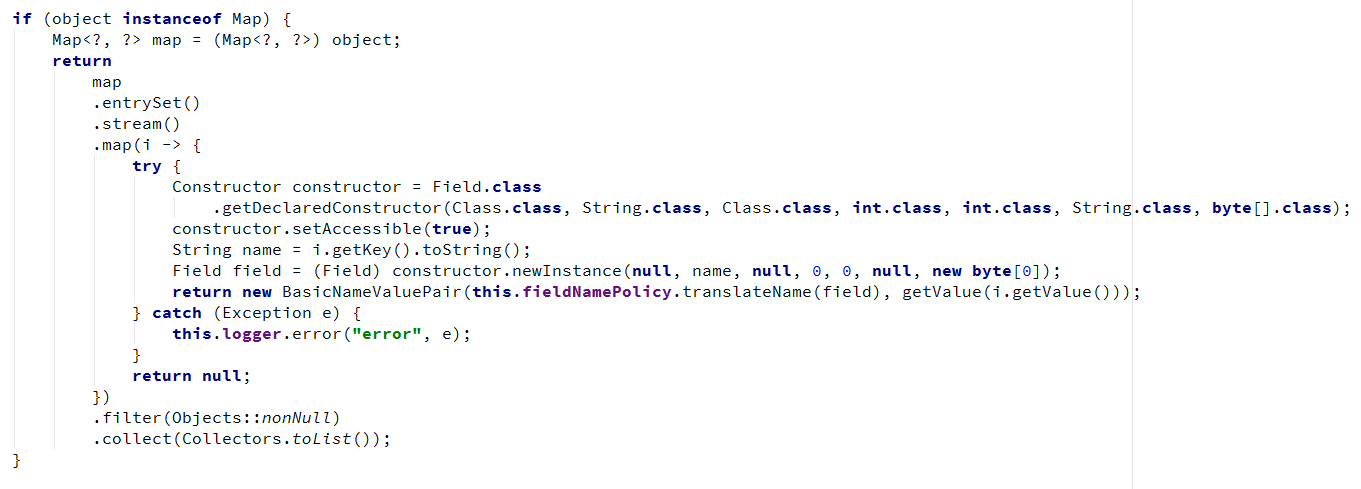 if (object instanceof Map) {
Map<?, ?> map = (Map<?, ?>) object;
return
map
.entrySet()
.stream()
.map(i -> {
try {
Constructor constructor = Field.class
.getDeclaredConstructor(Class.class, String.class, Class.class, int.class, int.class, String.class, byte[].class);
constructor.setAccessible(true);
String name = i.getKey().toString();
Field field = (Field) constructor.newInstance(null, name, null, 0, 0, null, new byte[0]);
return new BasicNameValuePair(this.fieldNamePolicy.translateName(field), getValue(i.getValue()));
} catch (Exception e) {
this.logger.error("error", e);
}
return null;
})
.filter(Objects::nonNull)
.collect(Collectors.toList());
}